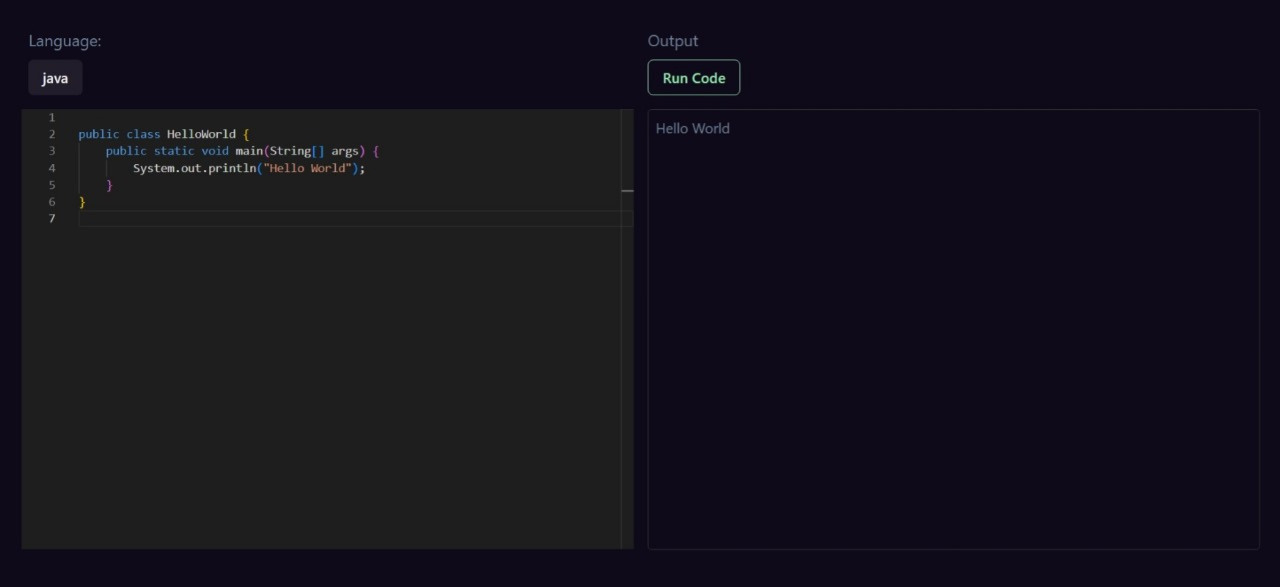 Language:
java
1
2 public class HelloWorld {
3     public static void main(String[] args) {
4         System.out.println("Hello World");
5     }
6 }
7
Output
Run Code
Hello World